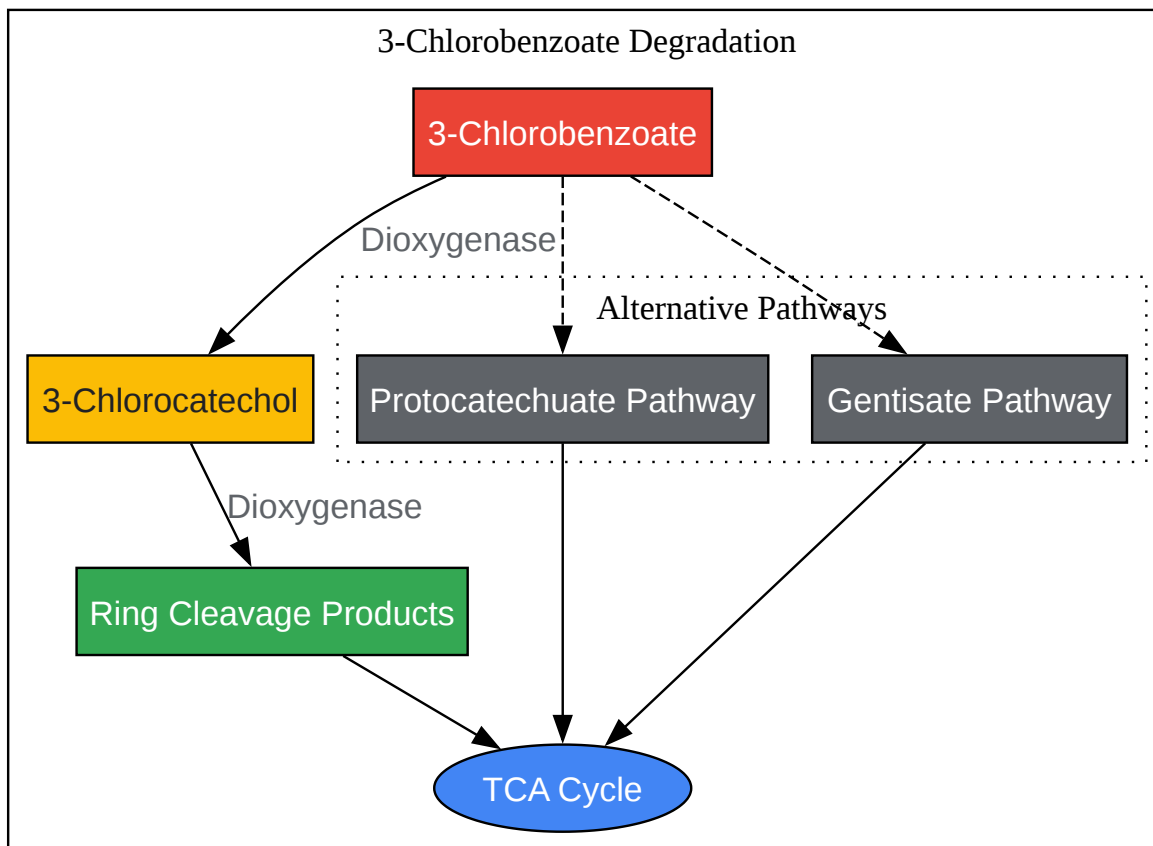 3-Chlorobenzoate Degradation
3-Chlorobenzoate
Dioxygenase
Alternative Pathways
3-Chlorocatechol
Protocatechuate Pathway
Gentisate Pathway
Dioxygenase
Ring Cleavage Products
TCA Cycle